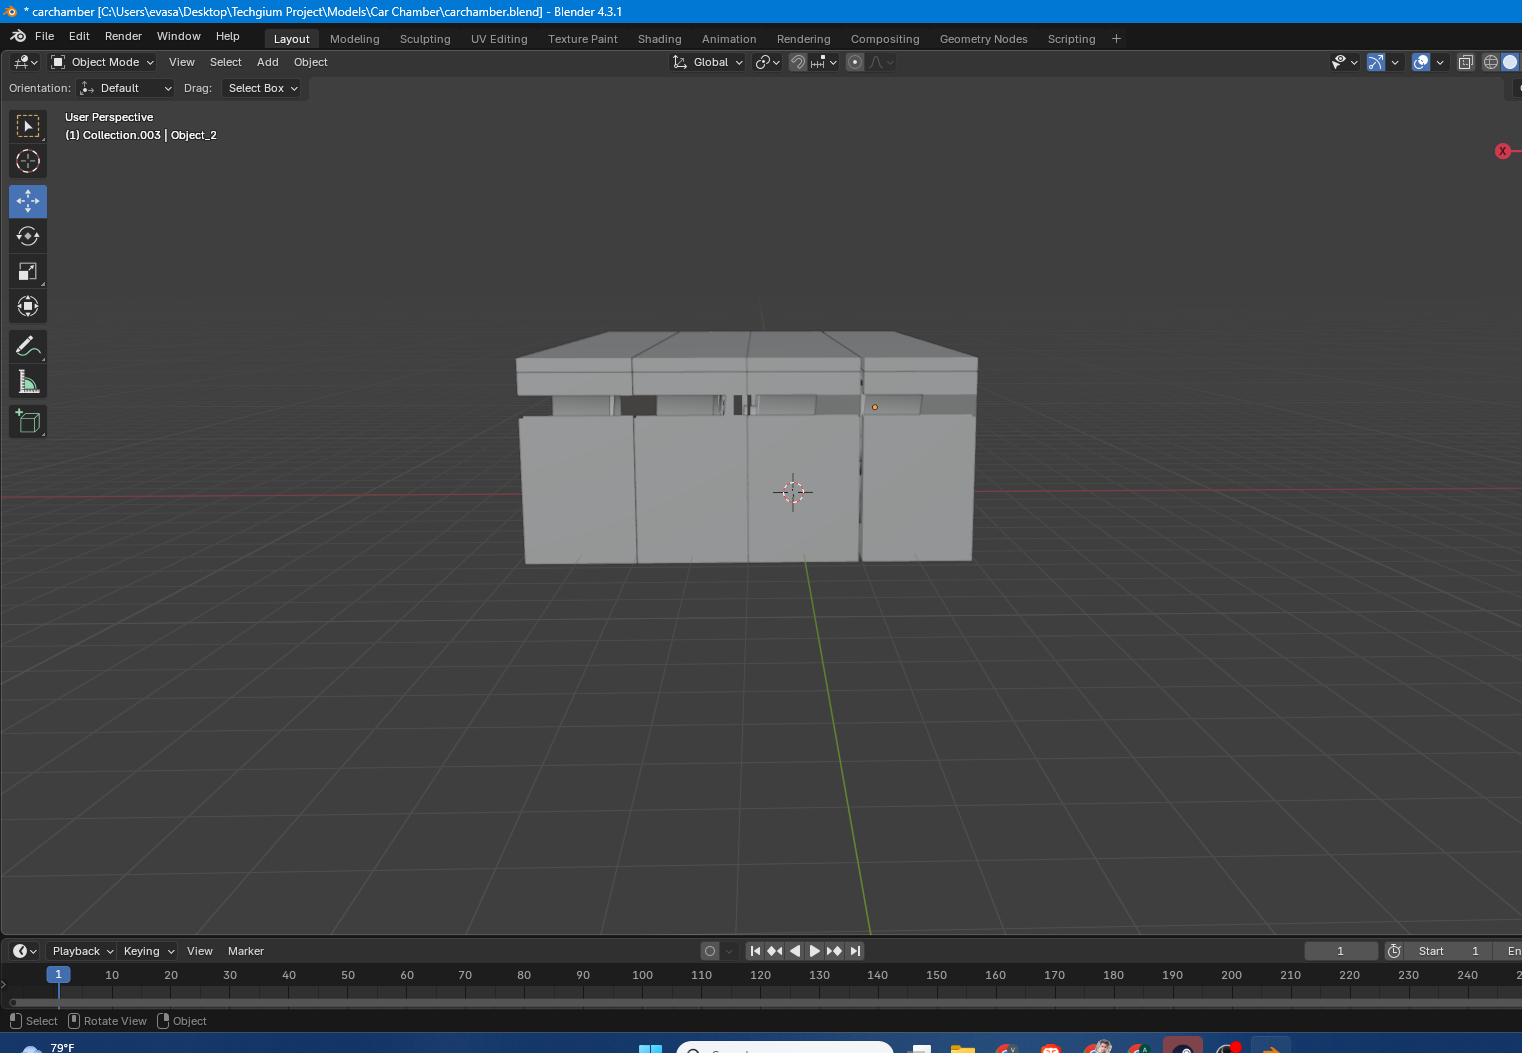 * carchamber [C:\Users\evasa\Desktop\Techgium Project\Models\Car Chamber\carchamber.blend] - Blender 4.3.1
File Edit Render Window Help Layout Modeling Sculpting UV Editing Texture Paint Shading Animation Rendering Compositing Geometry Nodes Scripting +
Object Mode View Select Add Object Global
Orientation: Default Drag: Select Box
User Perspective
(1) Collection.003 | Object_2
X
Playback Keying View Marker 1 Start 1 En
1 10 20 30 40 50 60 70 80 90 100 110 120 130 140 150 160 170 180 190 200 210 220 230 240 2
Select Rotate View Object
79°F